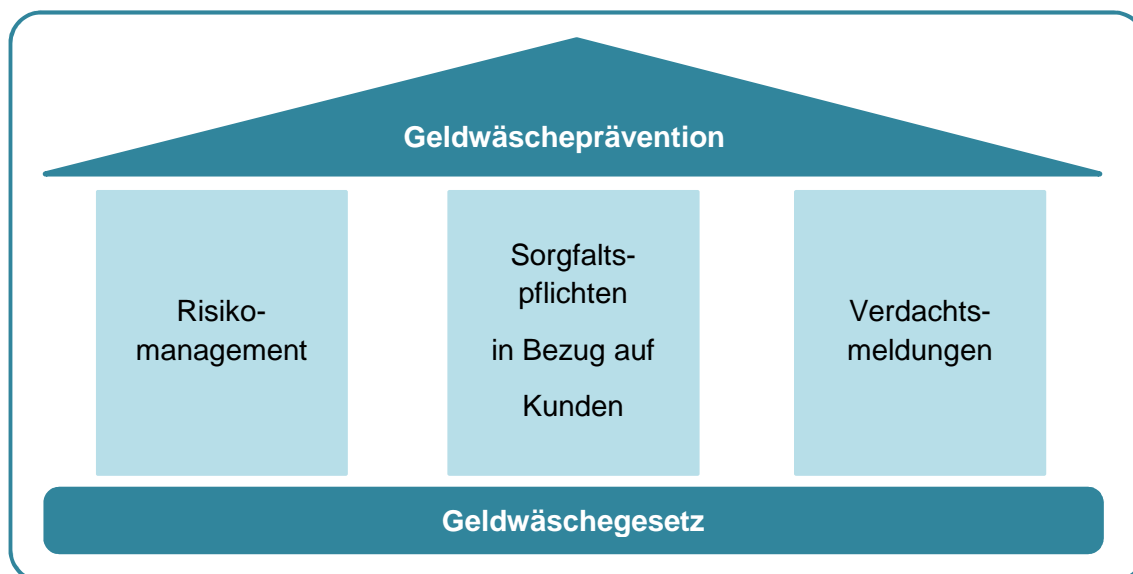 Geldwäscheprävention
Risiko-
management
Sorgfalts-
pflichten
in Bezug auf
Kunden
Verdachts-
meldungen
Geldwäschegesetz